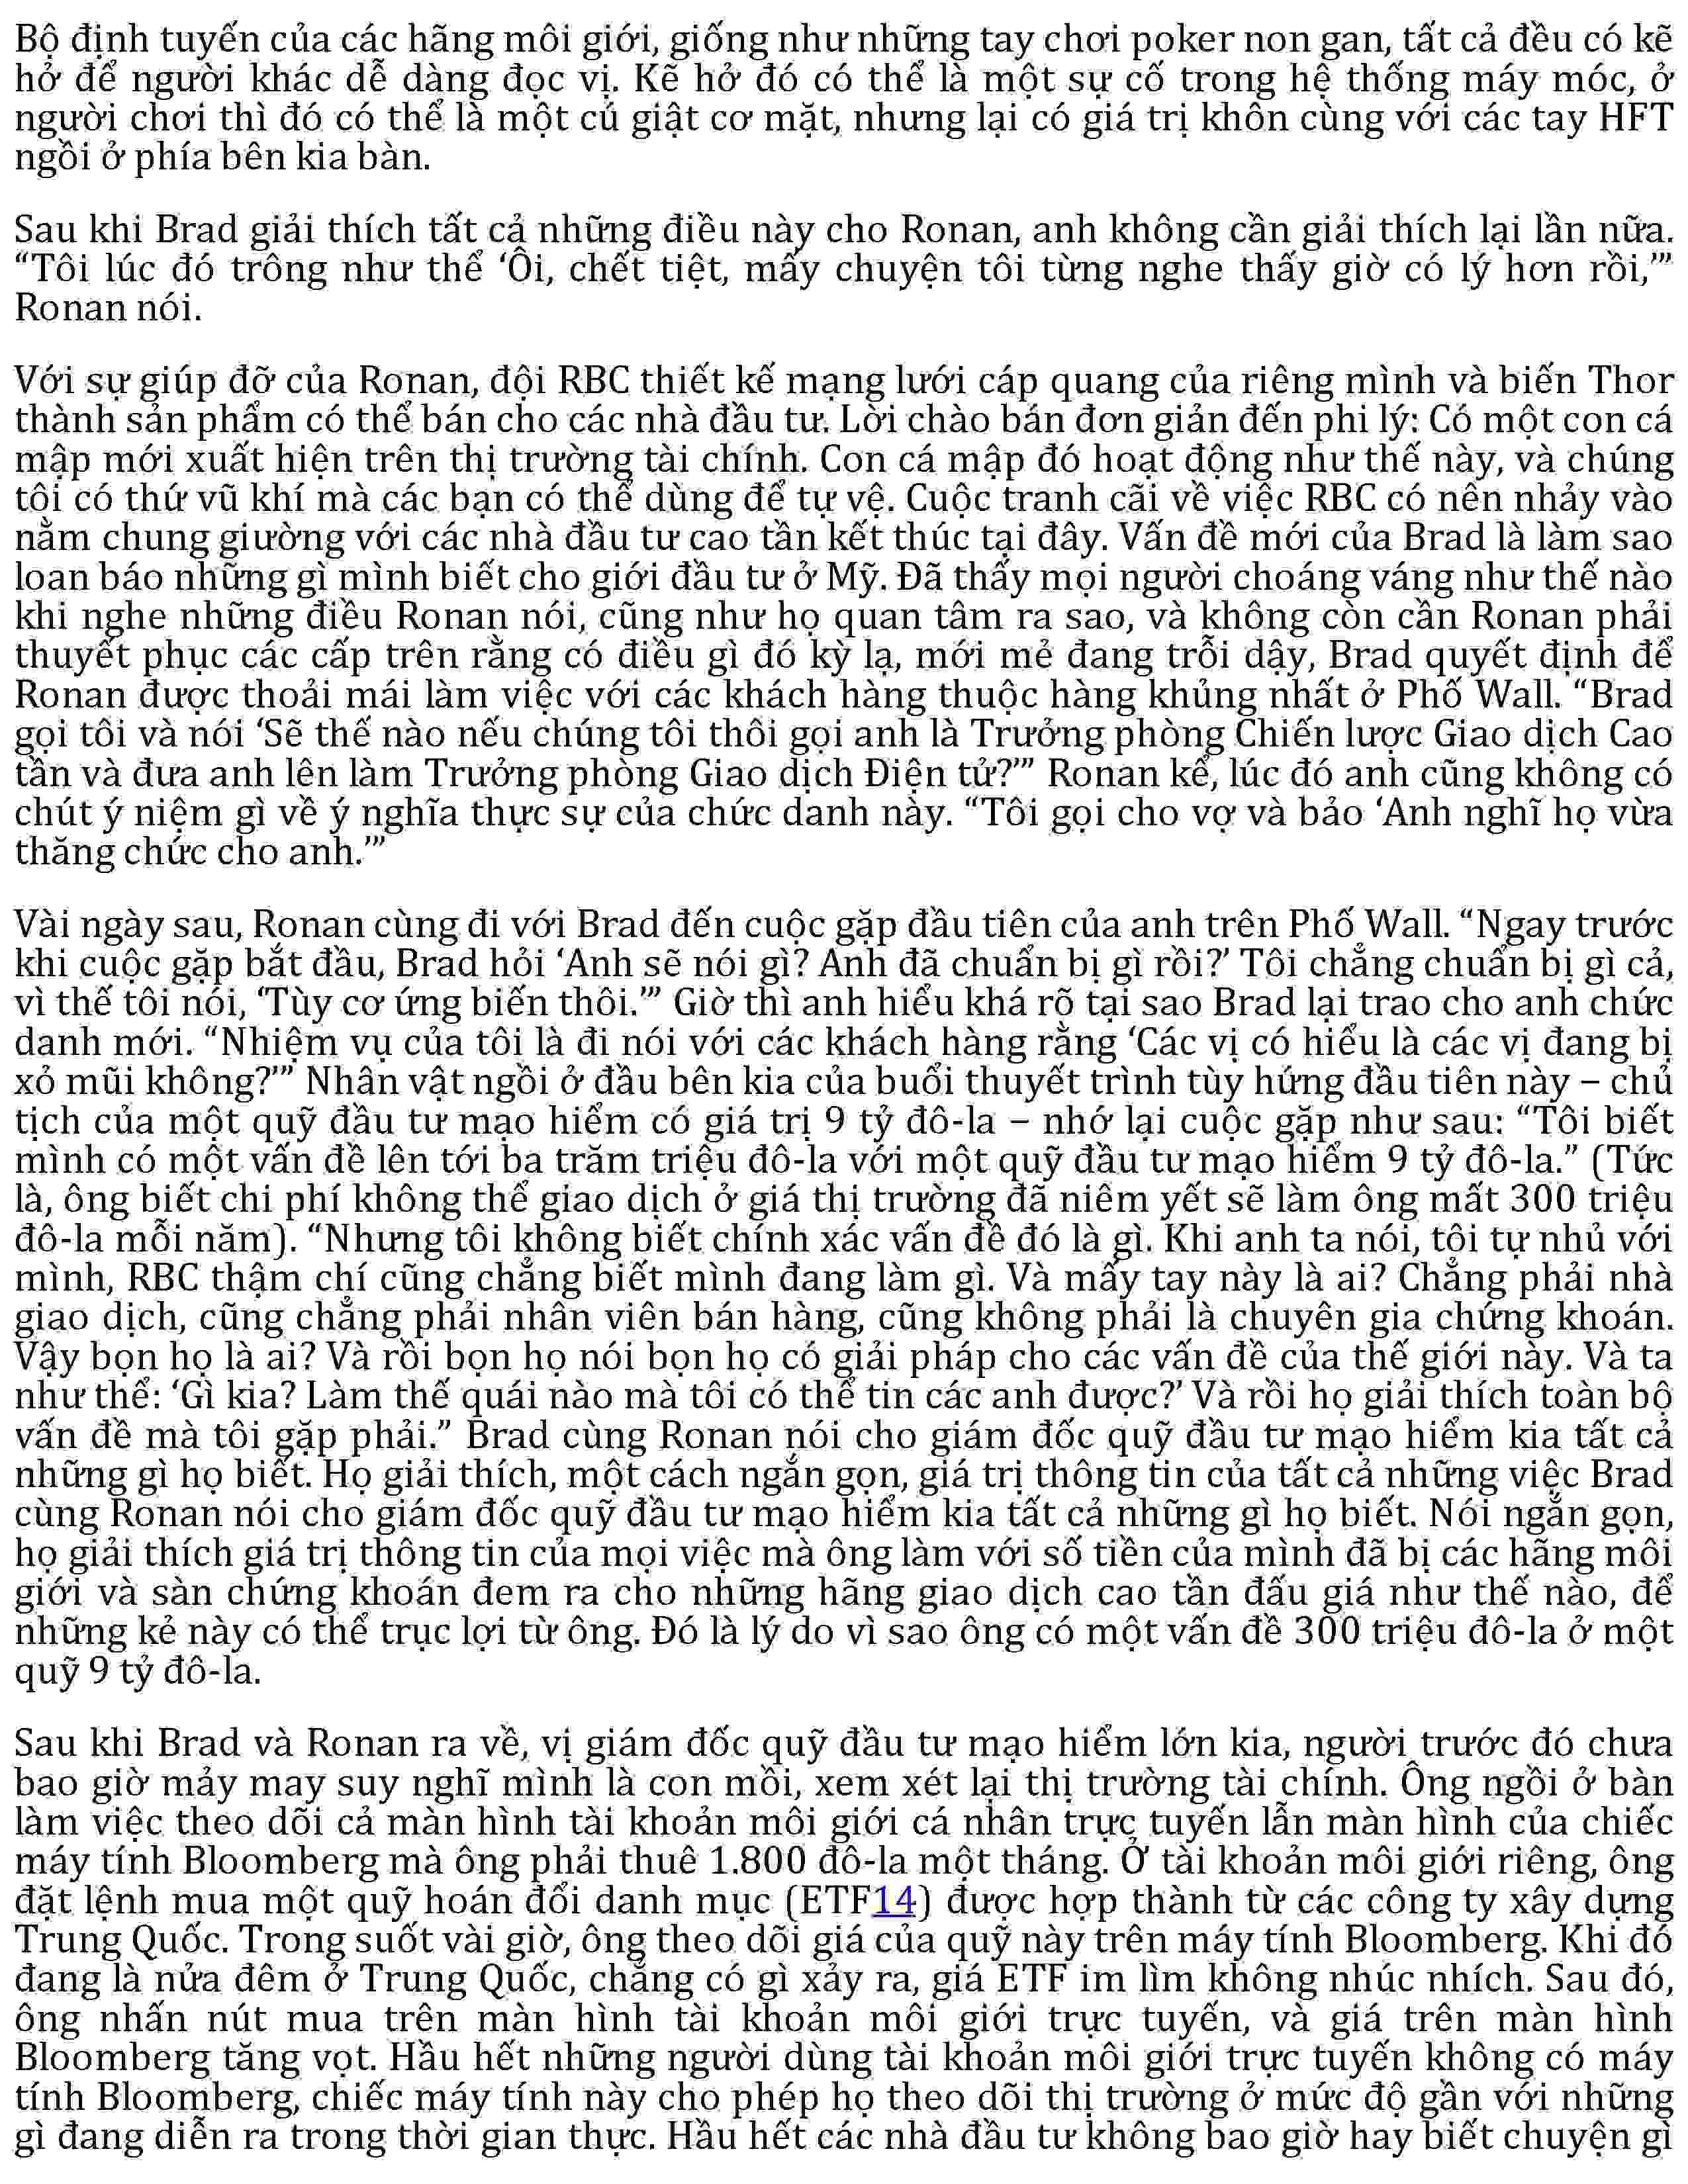 Bộ định tuyến của các hãng môi giới, giống như những tay chơi poker non gan, tất cả đều có kẽ
hở để người khác dễ dàng đọc vị. Kẽ hở đó có thể là một sự cố trong hệ thống máy móc, ở
người chơi thì đó có thể là một cú giật cơ mặt, nhưng lại có giá trị khôn cùng với các tay HFT
ngồi ở phía bên kia bàn.
Sau khi Brad giải thích tất cả những điều này cho Ronan, anh không cần giải thích lại lần nữa.
“Tôi lúc đó trông như thể ‘Ôi, chết tiệt, mấy chuyện tôi từng nghe thấy giờ có lý hơn rồi,’”
Ronan nói.
Với sự giúp đỡ của Ronan, đội RBC thiết kế mạng lưới cáp quang của riêng mình và biến Thor
thành sản phẩm có thể bán cho các nhà đầu tư. Lời chào bán đơn giản đến phi lý: Có một con cá
mập mới xuất hiện trên thị trường tài chính. Con cá mập đó hoạt động như thế này, và chúng
tôi có thứ vũ khí mà các bạn có thể dùng để tự vệ. Cuộc tranh cãi về việc RBC có nên nhảy vào
nằm chung giường với các nhà đầu tư cao tần kết thúc tại đây. Vấn đề mới của Brad là làm sao
loan báo những gì mình biết cho giới đầu tư ở Mỹ. Đã thấy mọi người choáng váng như thế nào
khi nghe những điều Ronan nói, cũng như họ quan tâm ra sao, và không còn cần Ronan phải
thuyết phục các cấp trên rằng có điều gì đó kỳ lạ, mới mẻ đang trỗi dậy, Brad quyết định để
Ronan được thoải mái làm việc với các khách hàng thuộc hàng khủng nhất ở Phố Wall. “Brad
gọi tôi và nói ‘Sẽ thế nào nếu chúng tôi thôi gọi anh là Trưởng phòng Chiến lược Giao dịch Cao
tần và đưa anh lên làm Trưởng phòng Giao dịch Điện tử?’” Ronan kể, lúc đó anh cũng không có
chút ý niệm gì về ý nghĩa thực sự của chức danh này. “Tôi gọi cho vợ và bảo ‘Anh nghĩ họ vừa
thăng chức cho anh.’”
Vài ngày sau, Ronan cùng đi với Brad đến cuộc gặp đầu tiên của anh trên Phố Wall. “Ngay trước
khi cuộc gặp bắt đầu, Brad hỏi ‘Anh sẽ nói gì? Anh đã chuẩn bị gì rồi?’ Tôi chẳng chuẩn bị gì cả,
vì thế tôi nói, ‘Tùy cơ ứng biến thôi.’” Giờ thì anh hiểu khá rõ tại sao Brad lại trao cho anh chức
danh mới. “Nhiệm vụ của tôi là đi nói với các khách hàng rằng ‘Các vị có hiểu là các vị đang bị
xỏ mũi không?’” Nhân vật ngồi ở đầu bên kia của buổi thuyết trình tùy hứng đầu tiên này – chủ
tịch của một quỹ đầu tư mạo hiểm có giá trị 9 tỷ đô-la – nhớ lại cuộc gặp như sau: “Tôi biết
mình có một vấn đề lên tới ba trăm triệu đô-la với một quỹ đầu tư mạo hiểm 9 tỷ đô-la.” (Tức
là, ông biết chi phí không thể giao dịch ở giá thị trường đã niêm yết sẽ làm ông mất 300 triệu
đô-la mỗi năm). “Nhưng tôi không biết chính xác vấn đề đó là gì. Khi anh ta nói, tôi tự nhủ với
mình, RBC thậm chí cũng chẳng biết mình đang làm gì. Và mấy tay này là ai? Chẳng phải nhà
giao dịch, cũng chẳng phải nhân viên bán hàng, cũng không phải là chuyên gia chứng khoán.
Vậy bọn họ là ai? Và rồi bọn họ nói bọn họ có giải pháp cho các vấn đề của thế giới này. Và ta
như thể: ‘Gì kia? Làm thế quái nào mà tôi có thể tin các anh được?’ Và rồi họ giải thích toàn bộ
vấn đề mà tôi gặp phải.” Brad cùng Ronan nói cho giám đốc quỹ đầu tư mạo hiểm kia tất cả
những gì họ biết. Họ giải thích, một cách ngắn gọn, giá trị thông tin của tất cả những việc Brad
cùng Ronan nói cho giám đốc quỹ đầu tư mạo hiểm kia tất cả những gì họ biết. Nói ngắn gọn,
họ giải thích giá trị thông tin của mọi việc mà ông làm với số tiền của mình đã bị các hãng môi
giới và sàn chứng khoán đem ra cho những hãng giao dịch cao tần đấu giá như thế nào, để
những kẻ này có thể trục lợi từ ông. Đó là lý do vì sao ông có một vấn đề 300 triệu đô-la ở một
quỹ 9 tỷ đô-la.
Sau khi Brad và Ronan ra về, vị giám đốc quỹ đầu tư mạo hiểm lớn kia, người trước đó chưa
bao giờ mảy may suy nghĩ mình là con mồi, xem xét lại thị trường tài chính. Ông ngồi ở bàn
làm việc theo dõi cả màn hình tài khoản môi giới cá nhân trực tuyến lẫn màn hình của chiếc
máy tính Bloomberg mà ông phải thuê 1.800 đô-la một tháng. Ở tài khoản môi giới riêng, ông
đặt lệnh mua một quỹ hoán đổi danh mục (ETF14) được hợp thành từ các công ty xây dựng
Trung Quốc. Trong suốt vài giờ, ông theo dõi giá của quỹ này trên máy tính Bloomberg. Khi đó
đang là nửa đêm ở Trung Quốc, chẳng có gì xảy ra, giá ETF im lìm không nhúc nhích. Sau đó,
ông nhấn nút mua trên màn hình tài khoản môi giới trực tuyến, và giá trên màn hình
Bloomberg tăng vọt. Hầu hết những người dùng tài khoản môi giới trực tuyến không có máy
tính Bloomberg, chiếc máy tính này cho phép họ theo dõi thị trường ở mức độ gần với những
gì đang diễn ra trong thời gian thực. Hầu hết các nhà đầu tư không bao giờ hay biết chuyện gì